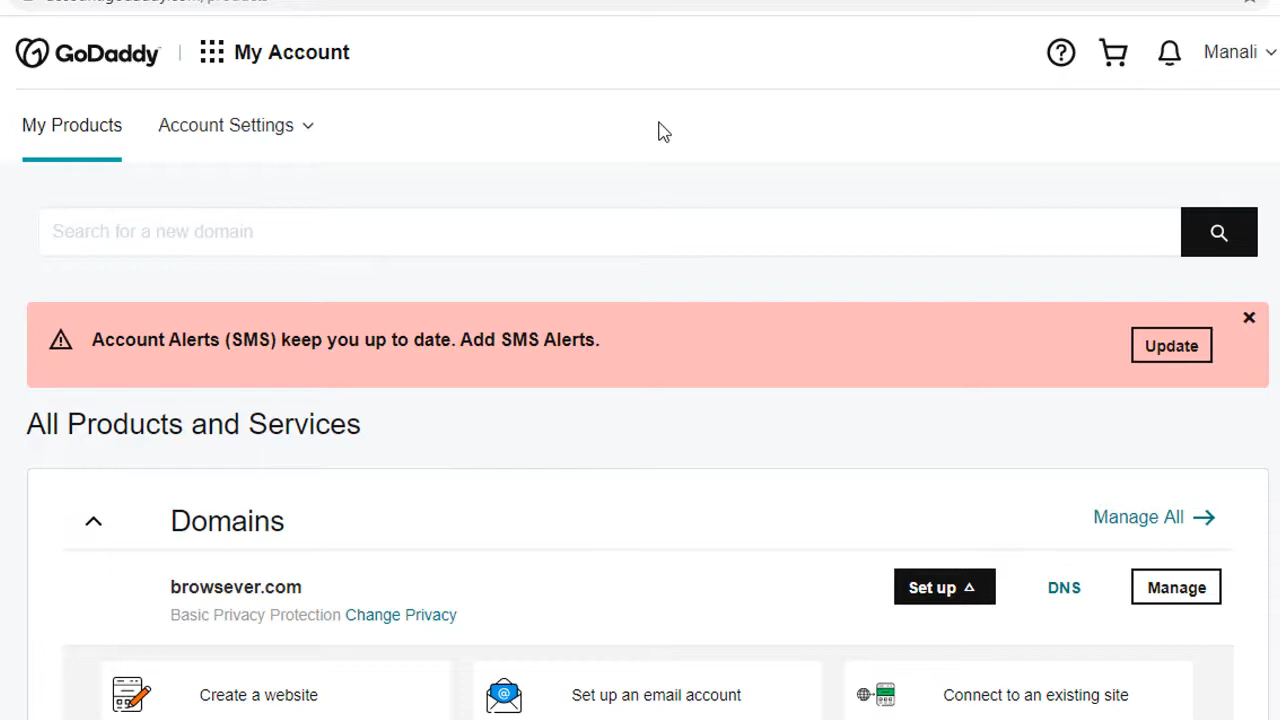 GoDaddy
My Account
Manali
My Products
Account Settings
Search for a new domain
Account Alerts (SMS) keep you up to date. Add SMS Alerts.
Update
All Products and Services
Domains
Manage All
browsever.com
Set up
DNS
Manage
Basic Privacy Protection Change Privacy
Create a website
Set up an email account
Connect to an existing site